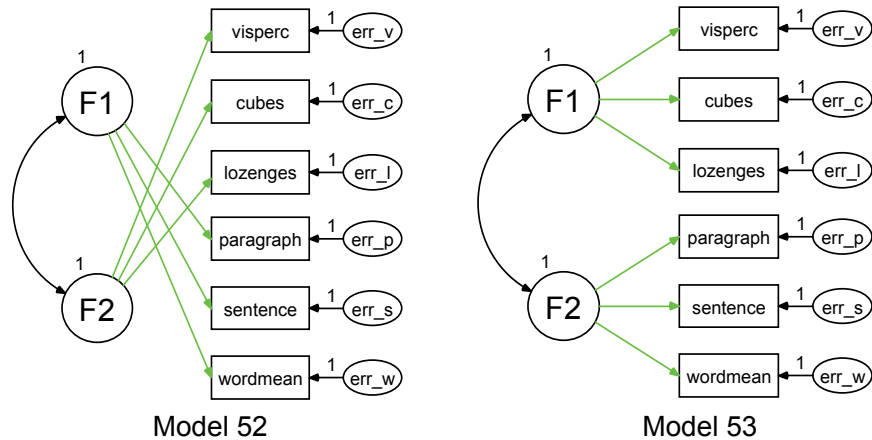 visperc
1
err_v
1
F1
cubes
1
err_c
lozenges
1
err_l
paragraph
1
err_p
1
F2
sentence
1
err_s
wordmean
1
err_w
Model 52
visperc
1
err_v
1
F1
cubes
1
err_c
lozenges
1
err_l
paragraph
1
err_p
1
F2
sentence
1
err_s
wordmean
1
err_w
Model 53